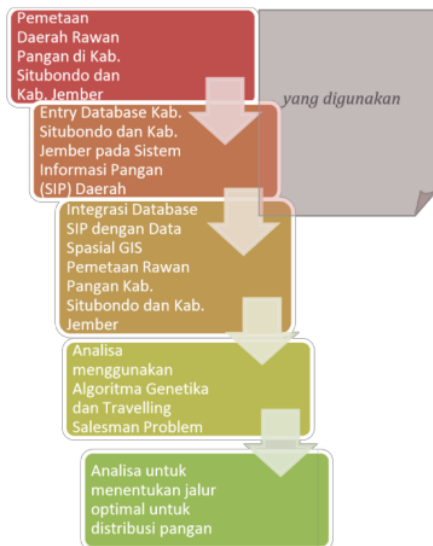 Pemetaan
Daerah Rawan
Pangan di Kab.
Situbondo dan
Kab. Jember
yang digunakan
Entry Database Kab.
Situbondo dan Kab.
Jember pada Sistem
Informasi Pangan
(SIP) Daerah
Integrasi Database
SIP dengan Data
Spasial GIS
Pemetaan Rawan
Pangan Kab.
Situbondo dan Kab.
Jember
Analisa
menggunakan
Algoritma Genetika
dan Travelling
Salesman Problem
Analisa untuk
menentukan jalur
optimal untuk
distribusi pangan